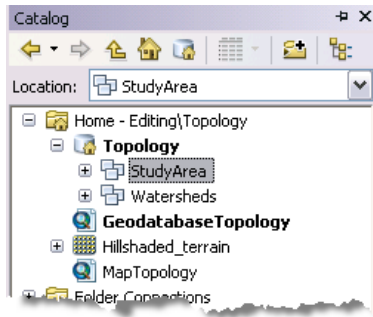 Catalog
Location: StudyArea
Home - Editing\Topology
Topology
StudyArea
Watersheds
GeodatabaseTopology
Hillshaded_terrain
MapTopology
Folder Connections